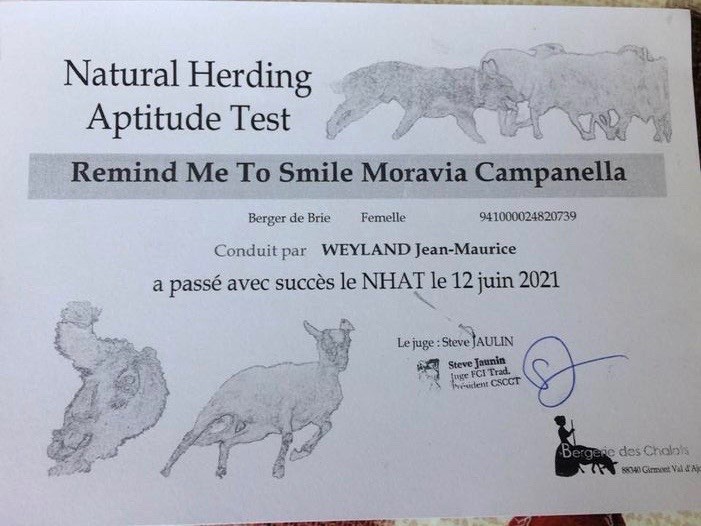 Natural Herding
Aptitude Test
Remind Me To Smile Moravia Campanella
Berger de Brie Femelle 941000024820739
Conduit par WEYLAND Jean-Maurice
a passé avec succès le NHAT le 12 juin 2021
Le juge : Steve JAULIN
Steve Jaunin
Juge FCI Trad.
Président CSCGT
Bergerie des Chalots
88340 Girmont Val d'Ajo